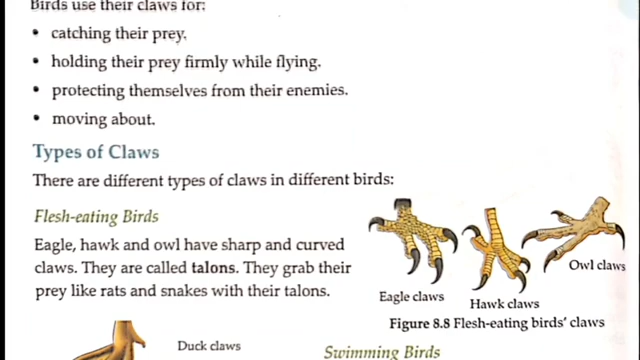 Birds use their claws for:
• catching their prey.
• holding their prey firmly while flying.
• protecting themselves from their enemies.
• moving about.
Types of Claws
There are different types of claws in different birds:
Flesh-eating Birds
Eagle, hawk and owl have sharp and curved
claws. They are called talons. They grab their
prey like rats and snakes with their talons.
Eagle claws
Hawk claws
Owl claws
Figure 8.8 Flesh-eating birds' claws
Duck claws
Swimming Birds